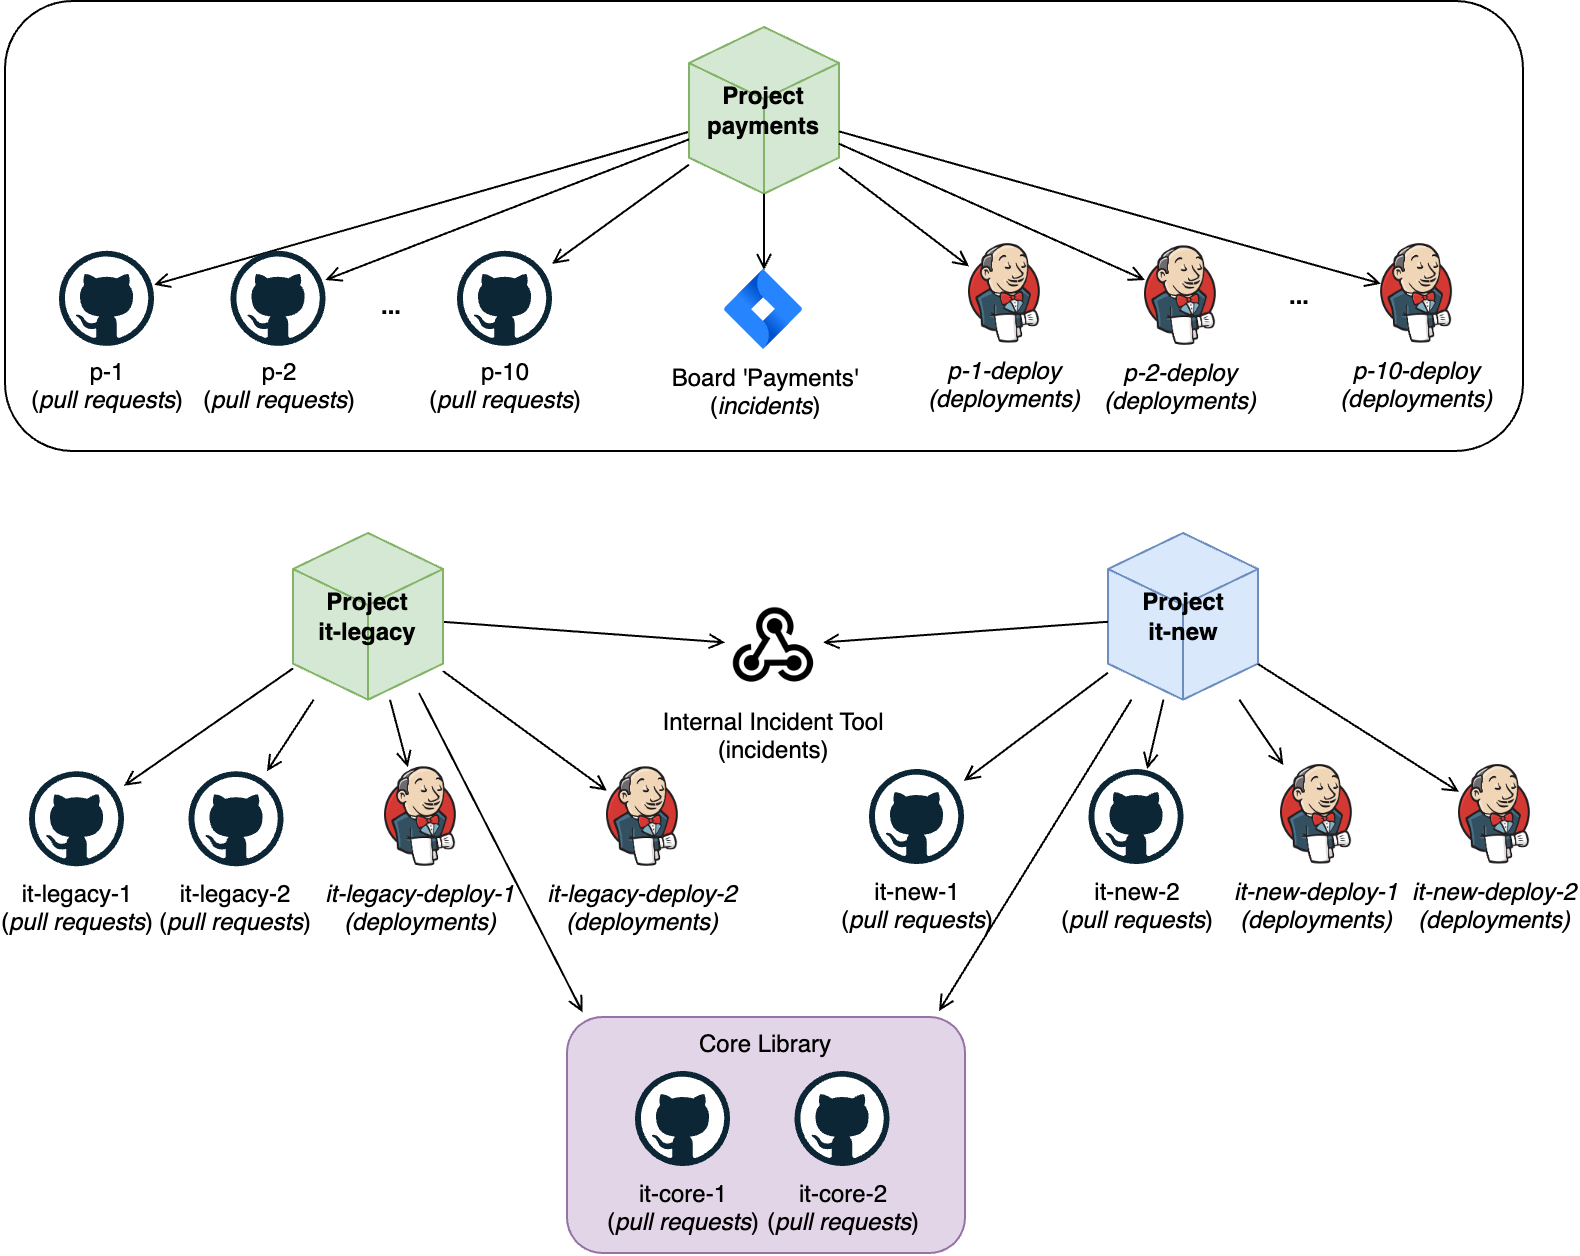 Project
payments
p-1
(pull requests)
p-2
(pull requests)
...
p-10
(pull requests)
Board 'Payments'
(incidents)
p-1-deploy
(deployments)
p-2-deploy
(deployments)
...
p-10-deploy
(deployments)
Project
it-legacy
Project
it-new
Internal Incident Tool
(incidents)
it-legacy-1
(pull requests)
it-legacy-2
(pull requests)
it-legacy-deploy-1
(deployments)
it-legacy-deploy-2
(deployments)
it-new-1
(pull requests)
it-new-2
(pull requests)
it-new-deploy-1
(deployments)
it-new-deploy-2
(deployments)
Core Library
it-core-1
(pull requests)
it-core-2
(pull requests)